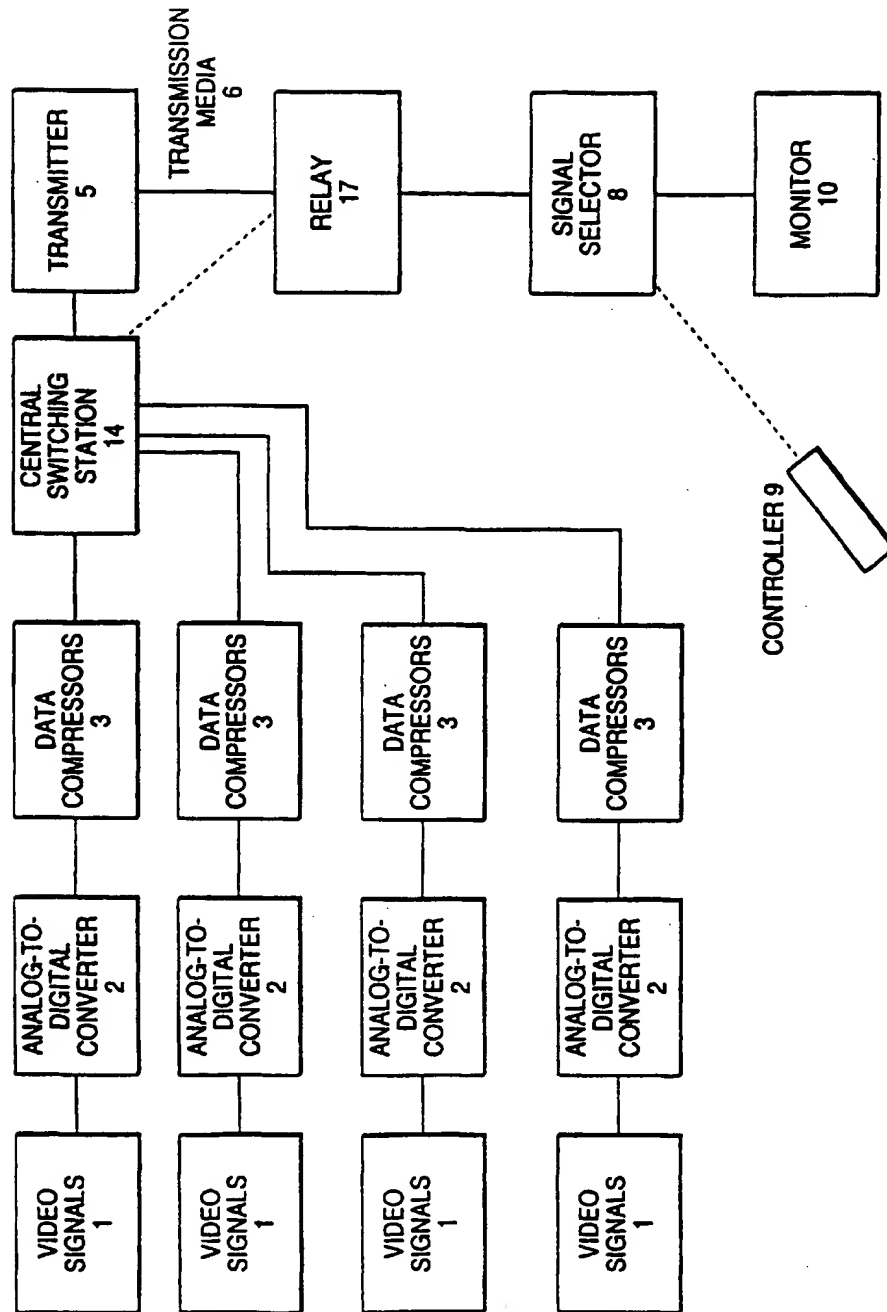 VIDEO
SIGNALS
1
ANALOG-TO-
DIGITAL
CONVERTER
2
DATA
COMPRESSORS
3
CENTRAL
SWITCHING
STATION
14
TRANSMITTER
5
TRANSMISSION
MEDIA
6
VIDEO
SIGNALS
1
ANALOG-TO-
DIGITAL
CONVERTER
2
DATA
COMPRESSORS
3
RELAY
17
VIDEO
SIGNALS
1
ANALOG-TO-
DIGITAL
CONVERTER
2
DATA
COMPRESSORS
3
SIGNAL
SELECTOR
8
VIDEO
SIGNALS
1
ANALOG-TO-
DIGITAL
CONVERTER
2
DATA
COMPRESSORS
3
CONTROLLER 9
MONITOR
10